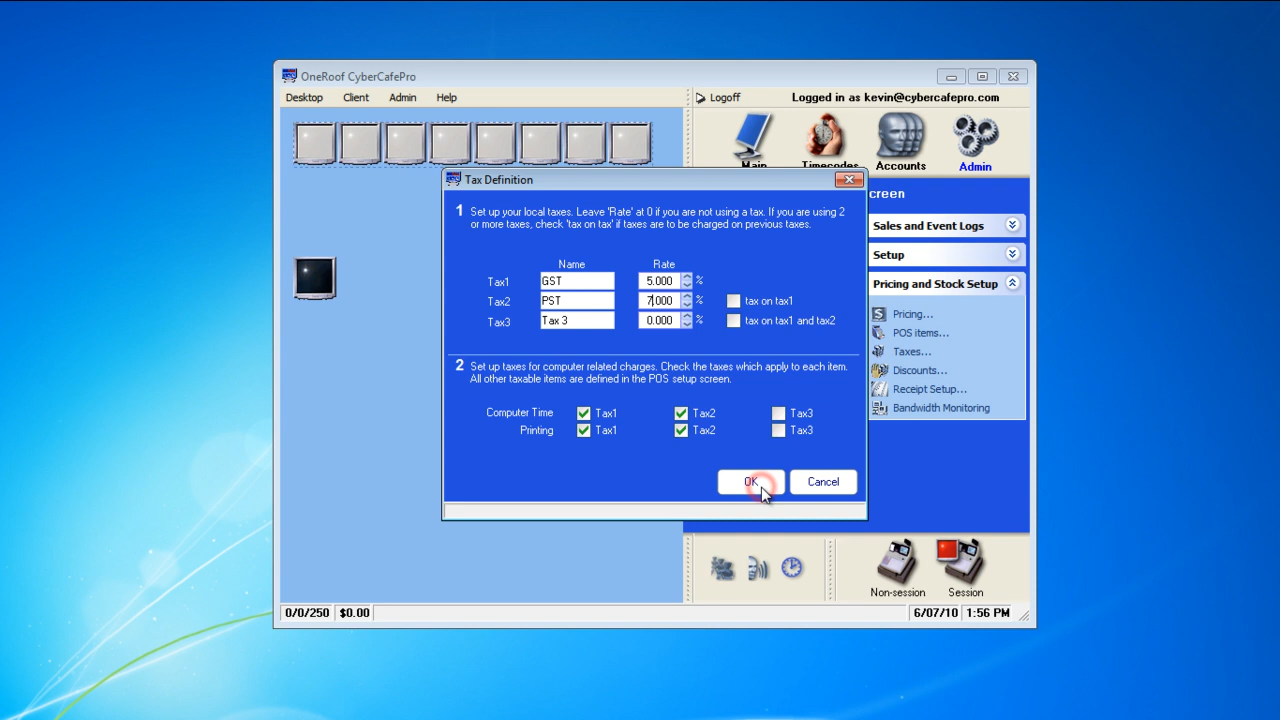 OneRoof CyberCafePro
Desktop Client Admin Help
Logoff Logged in as kevin@cybercafepro.com
Main Timecodes Accounts Admin
Tax Definition
creen
1 Set up your local taxes. Leave 'Rate' at 0 if you are not using a tax. If you are using 2
or more taxes, check 'tax on tax' if taxes are to be charged on previous taxes.
Name Rate
Tax1 GST 5.000 %
Tax2 PST 7.000 % tax on tax1
Tax3 Tax 3 0.000 % tax on tax1 and tax2
2 Set up taxes for computer related charges. Check the taxes which apply to each item.
All other taxable items are defined in the POS setup screen.
Computer Time Tax1 Tax2 Tax3
Printing Tax1 Tax2 Tax3
OK Cancel
Sales and Event Logs
Setup
Pricing and Stock Setup
Pricing...
POS items...
Taxes...
Discounts...
Receipt Setup...
Bandwidth Monitoring
Non-session Session
0/0/250 $0.00 6/07/10 1:56 PM